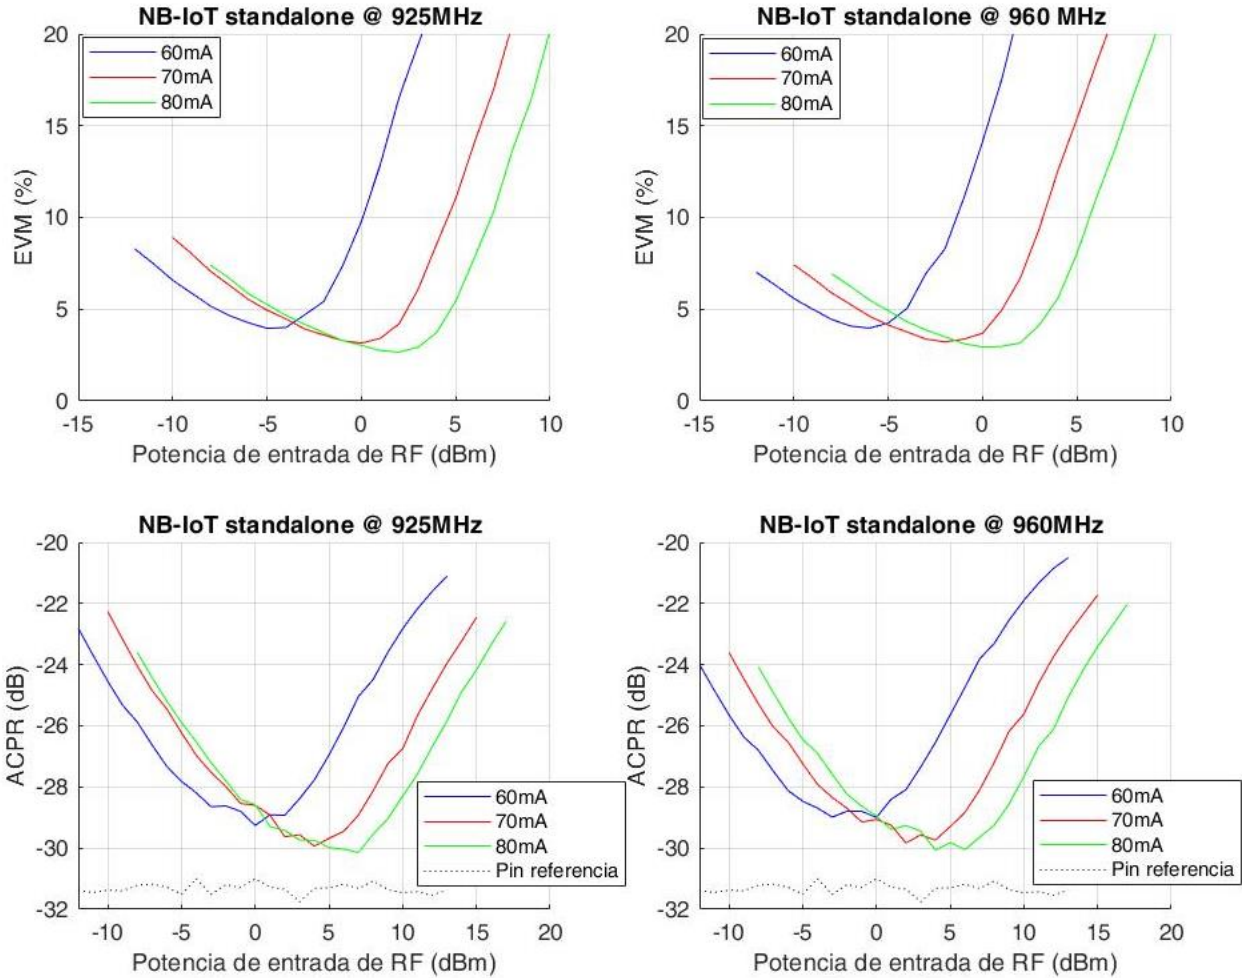 NB-IoT standalone @ 925MHz
20
15
10
5
0
EVM (%)
60mA
70mA
80mA
-15
-10
-5
0
5
10
Potencia de entrada de RF (dBm)
NB-IoT standalone @ 960 MHz
20
15
10
5
0
EVM (%)
60mA
70mA
80mA
-15
-10
-5
0
5
10
Potencia de entrada de RF (dBm)
NB-IoT standalone @ 925MHz
-20
-22
-24
-26
-28
-30
-32
ACPR (dB)
60mA
70mA
80mA
Pin referencia
-10
-5
0
5
10
15
20
Potencia de entrada de RF (dBm)
NB-IoT standalone @ 960MHz
-20
-22
-24
-26
-28
-30
-32
ACPR (dB)
60mA
70mA
80mA
Pin referencia
-10
-5
0
5
10
15
20
Potencia de entrada de RF (dBm)